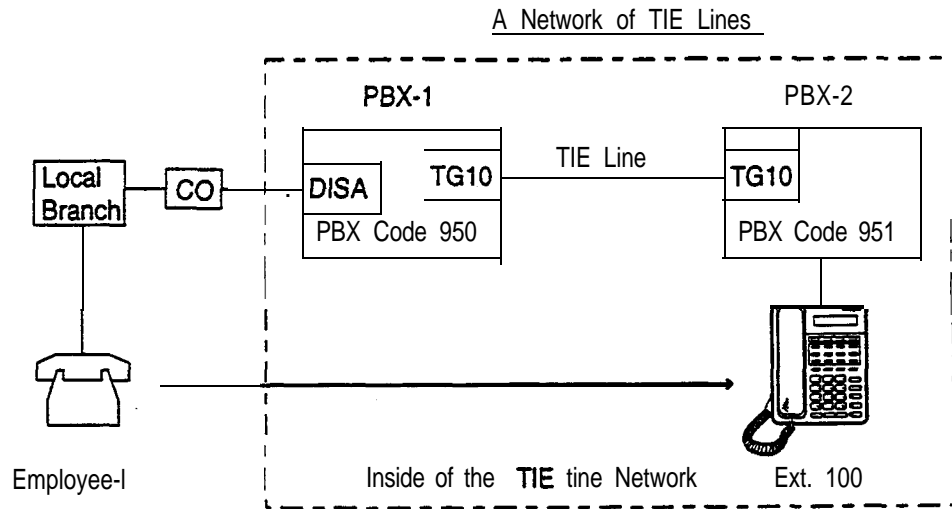 A Network of TIE Lines
PBX-1
PBX-2
Local
Branch
CO
DISA
TG10
TIE Line
TG10
PBX Code 950
PBX Code 951
Employee-I
Inside of the TIE tine Network
Ext. 100